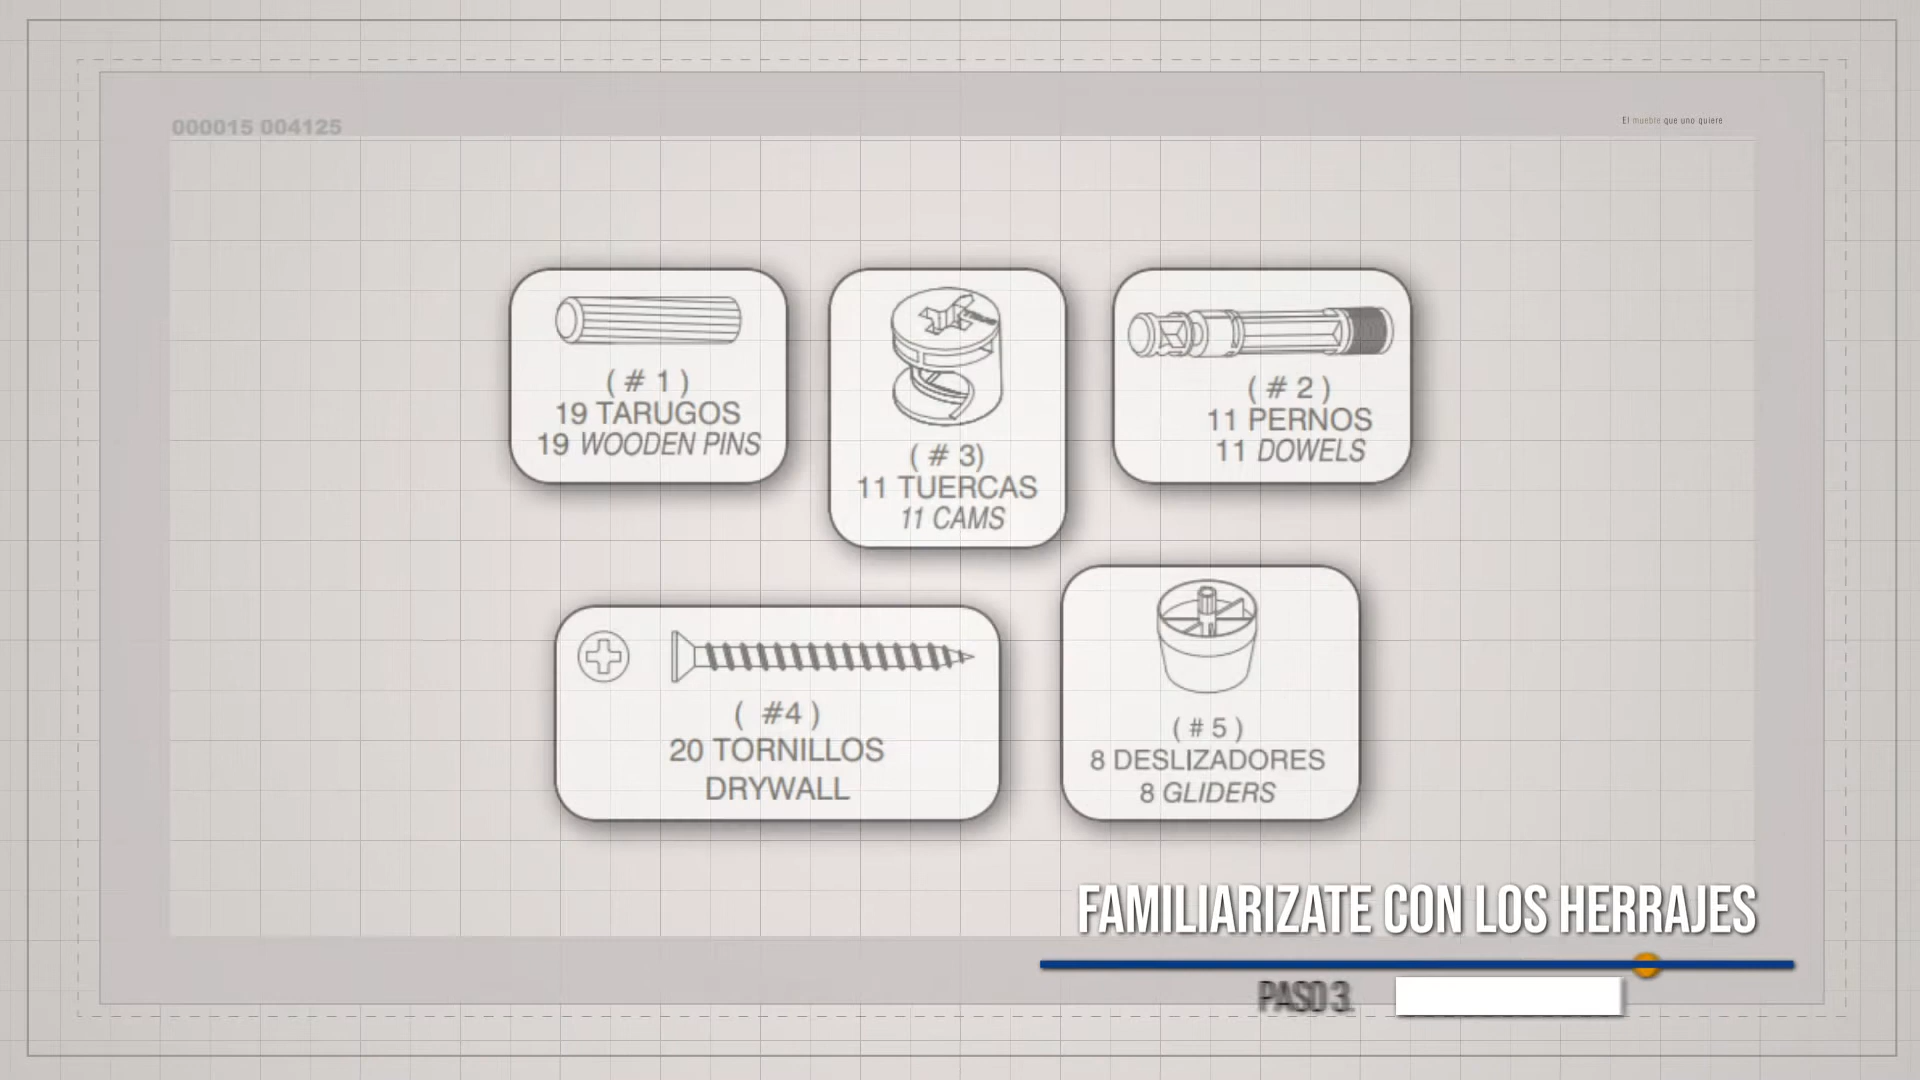 000015 004125
El mueble que uno quiere
( # 1 )
19 TARUGOS
19 WOODEN PINS
( # 3)
11 TUERCAS
11 CAMS
( # 2 )
11 PERNOS
11 DOWELS
( #4 )
20 TORNILLOS
DRYWALL
( # 5 )
8 DESLIZADORES
8 GLIDERS
FAMILIARIZATE CON LOS HERRAJES
PASO 3.